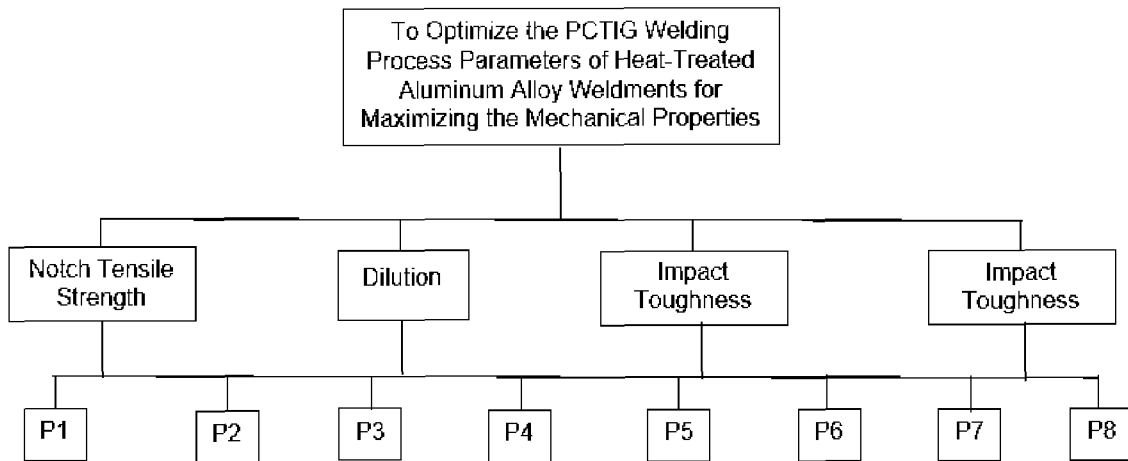 To Optimize the PCTIG Welding
Process Parameters of Heat-Treated
Aluminum Alloy Weldments for
Maximizing the Mechanical Properties
Notch Tensile
Strength
Dilution
Impact
Toughness
Impact
Toughness
P1
P2
P3
P4
P5
P6
P7
P8